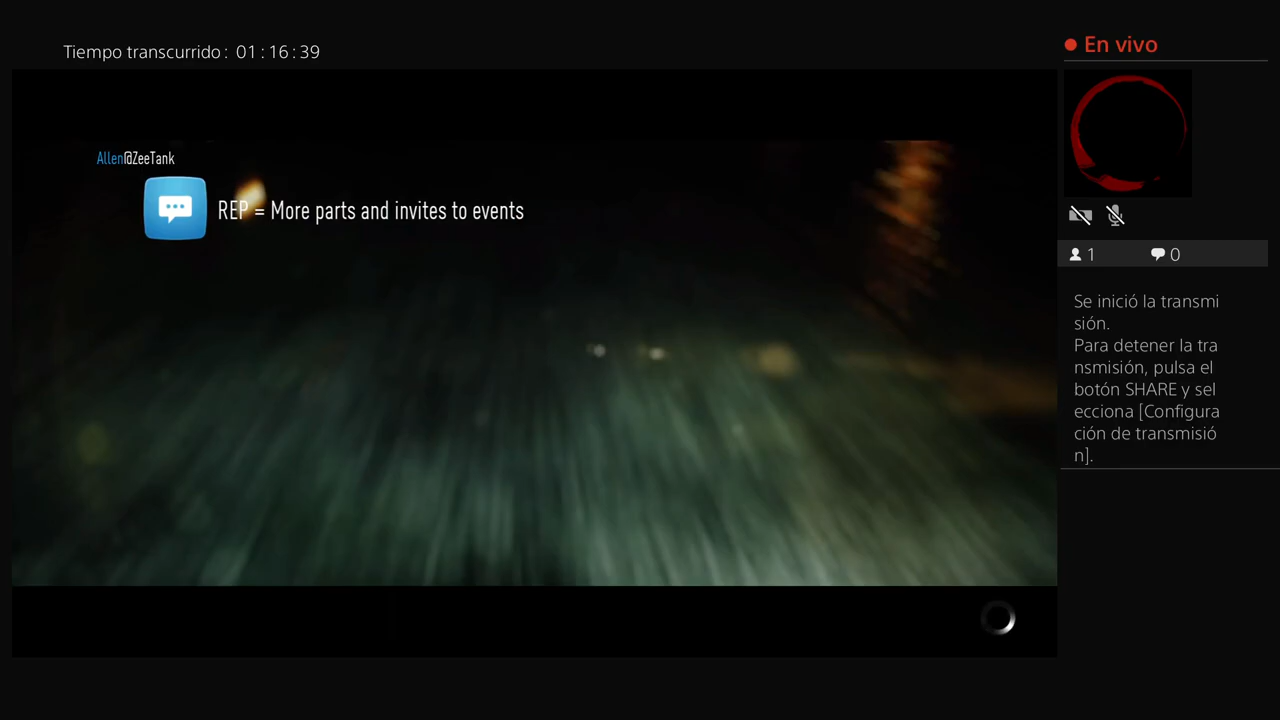 Tiempo transcurrido: 01:16:39
En vivo
Allen@ZeeTank
REP = More parts and invites to events
1
0
Se inició la transmi
sión.
Para detener la tra
nsmisión, pulsa el
botón SHARE y sel
ecciona [Configura
ción de transmisió
n].